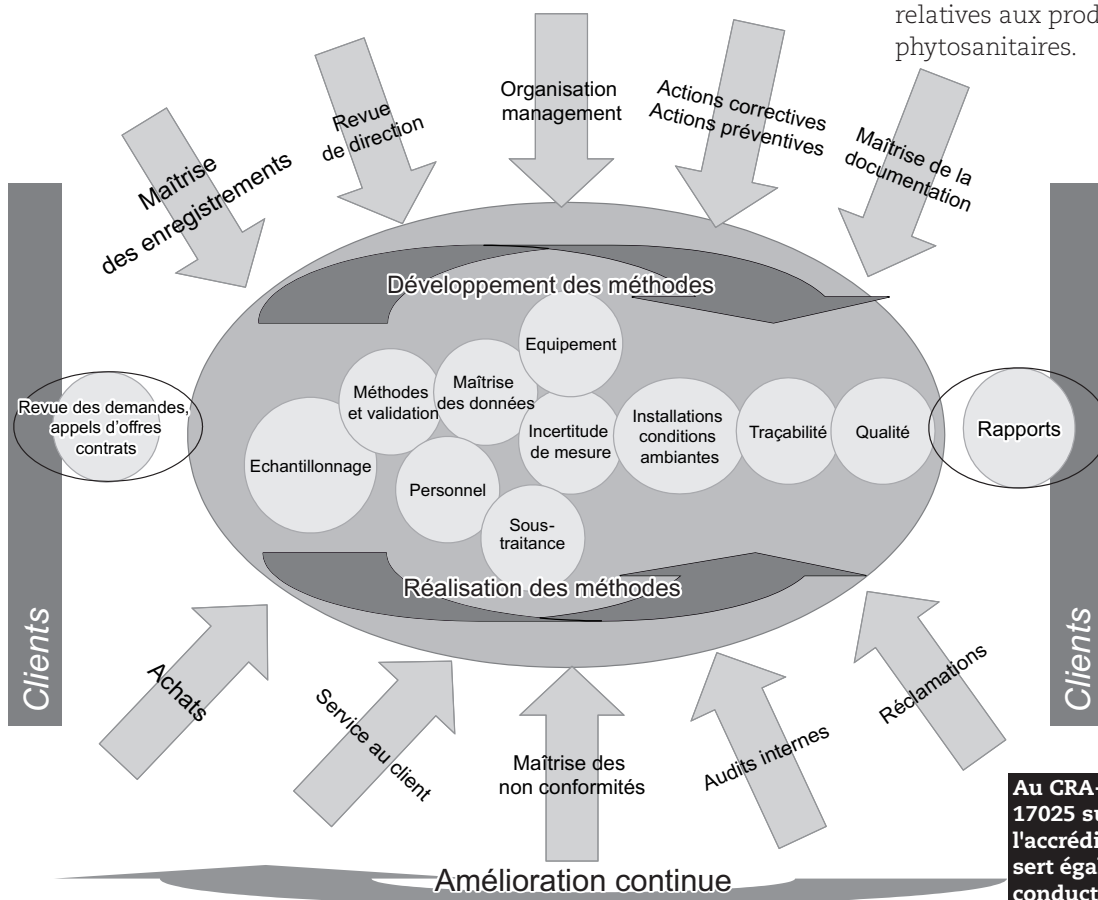 relatives aux prod
phytosanitaires.
Organisation
management
Revue
de direction
Actions correctives
Actions préventives
Maîtrise de la
documentation
Maîtrise
des enregistrements
Développement des méthodes
Equipement
Méthodes
et validation
Maîtrise
des données
Revue des demandes,
appels d'offres
contrats
Echantillonnage
Personnel
Incertitude
de mesure
Installations
conditions
ambiantes
Traçabilité
Qualité
Rapports
Sous-
traitance
Réalisation des méthodes
Clients
Clients
Achats
Service au client
Maîtrise des
non conformités
Audits internes
Réclamations
Amélioration continue
Au CRA-
17025 su
l'accrédi
sert égal
conduct